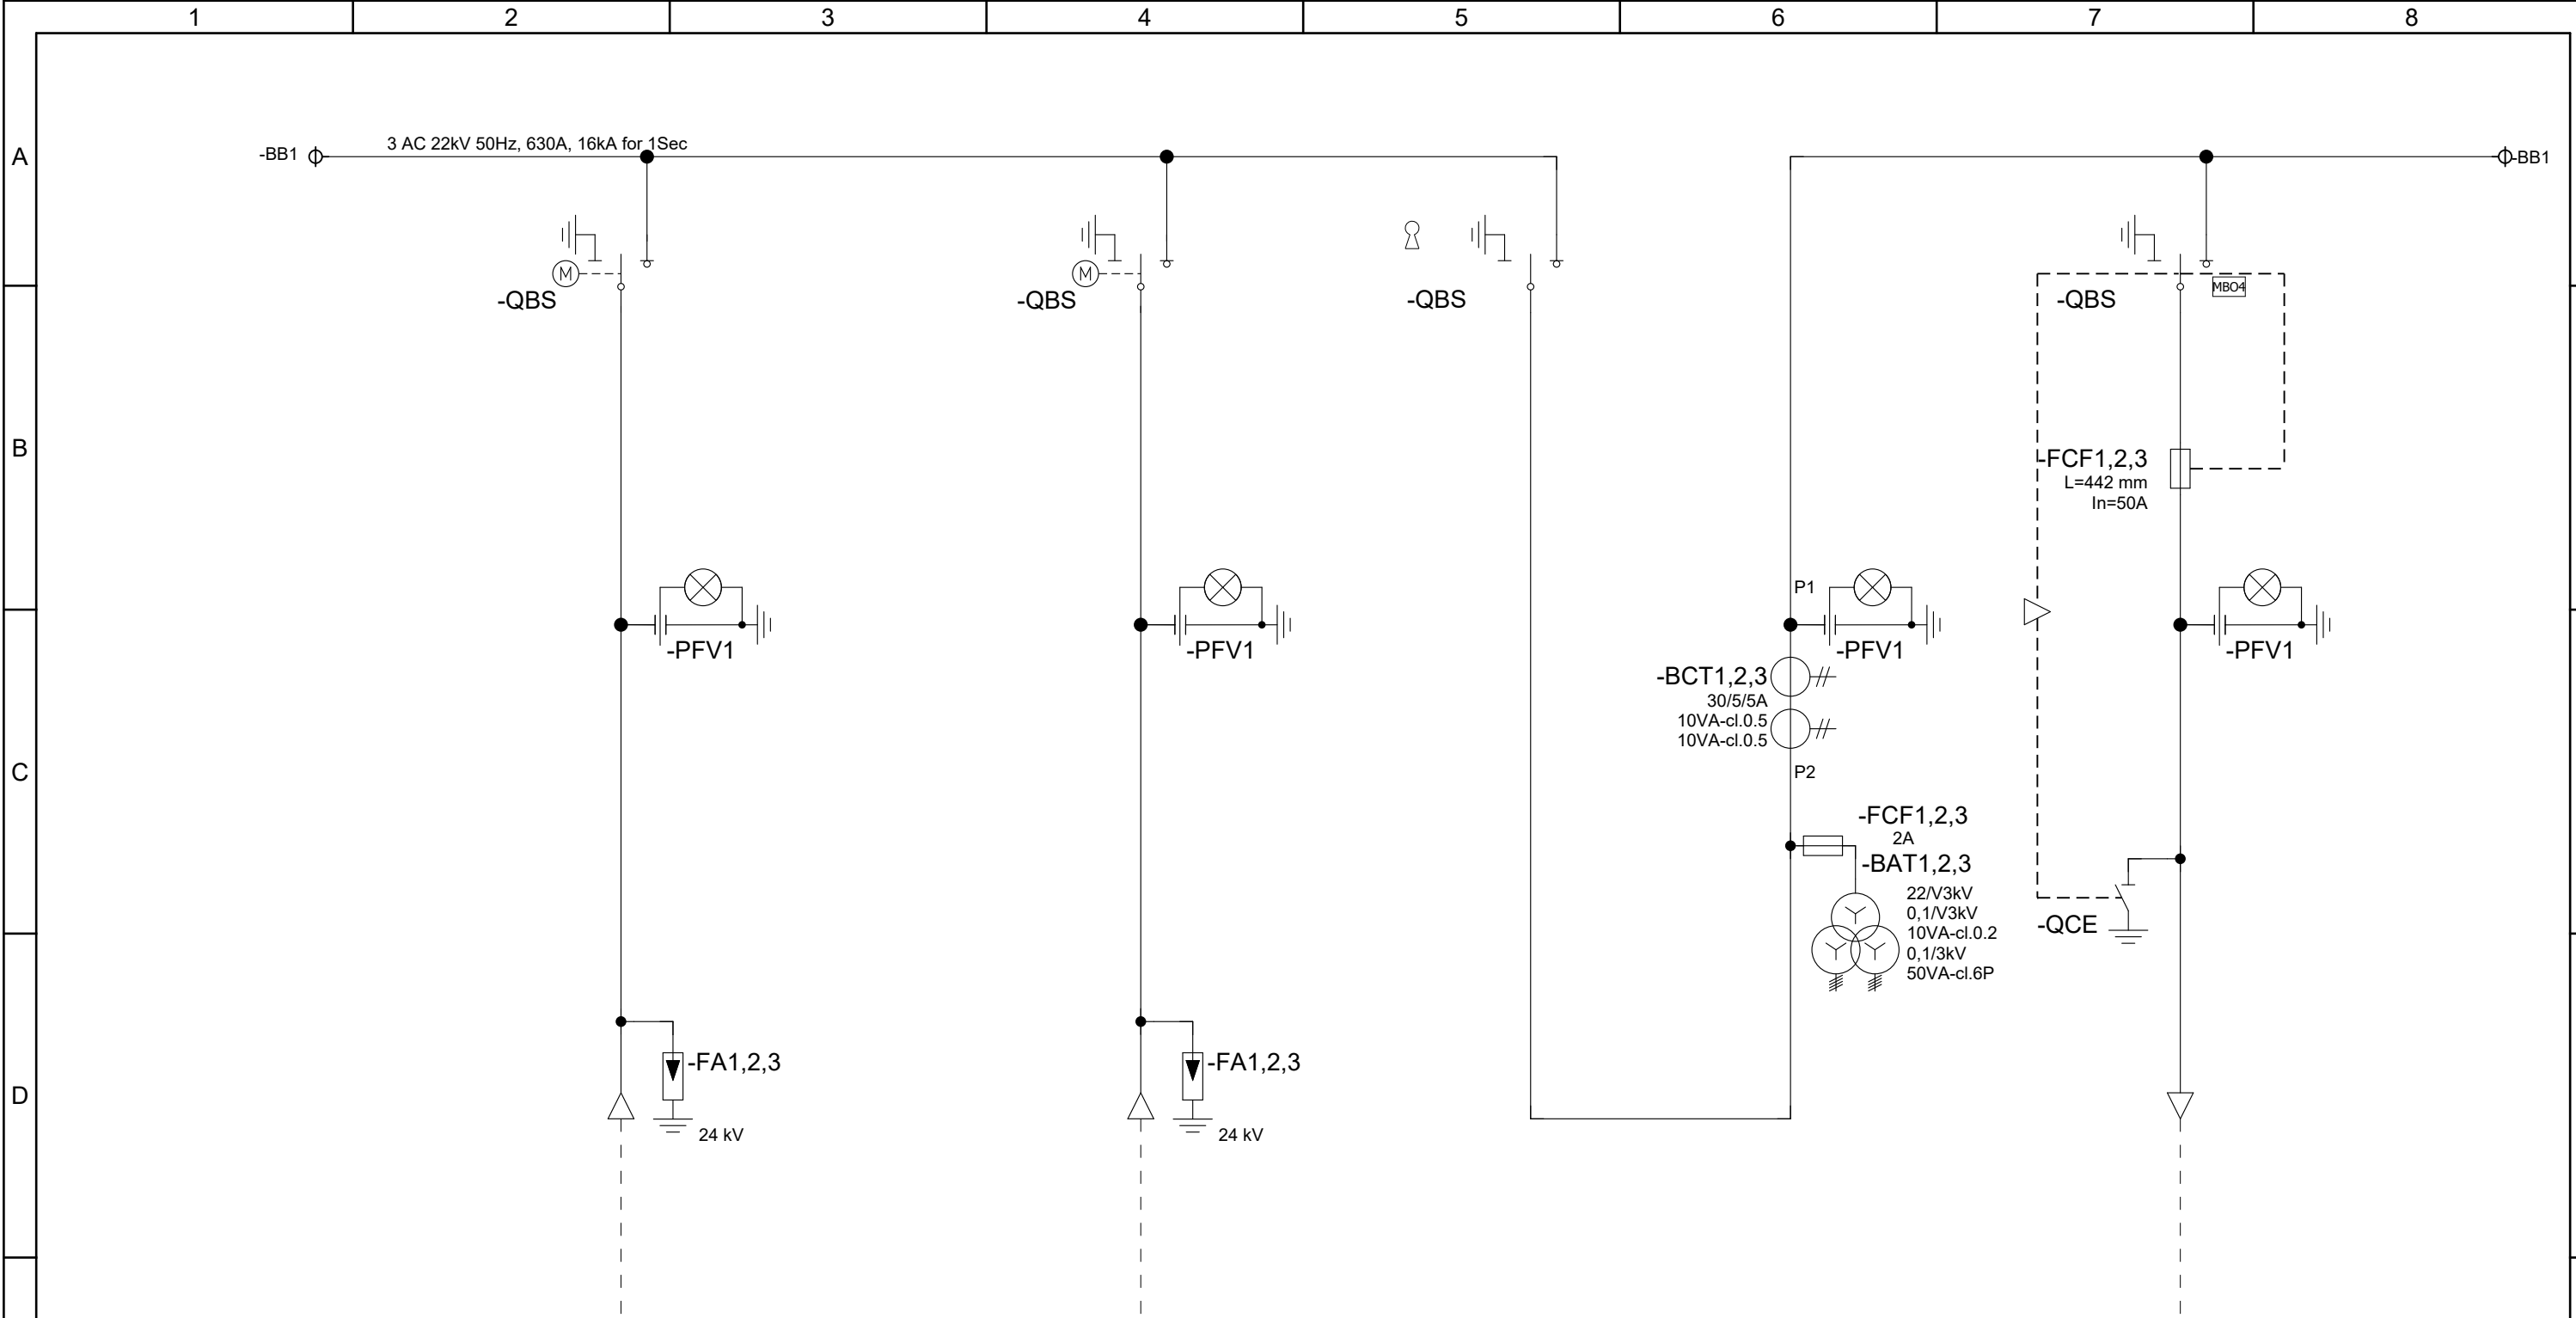 1 2 3 4 5 6 7 8
A
-BB1
3 AC 22kV 50Hz, 630A, 16kA for 1Sec
-BB1
M
-QBS
M
-QBS
-QBS
-QBS
MBO4
B
-FCF1,2,3
L=442 mm
In=50A
P1
-PFV1
-PFV1
-PFV1
-PFV1
-BCT1,2,3
30/5/5A
10VA-cl.0.5
10VA-cl.0.5
C
P2
-FCF1,2,3
2A
-BAT1,2,3
22/V3kV
0,1/V3kV
10VA-cl.0.2
0,1/3kV
50VA-cl.6P
-QCE
D
-FA1,2,3
24 kV
-FA1,2,3
24 kV